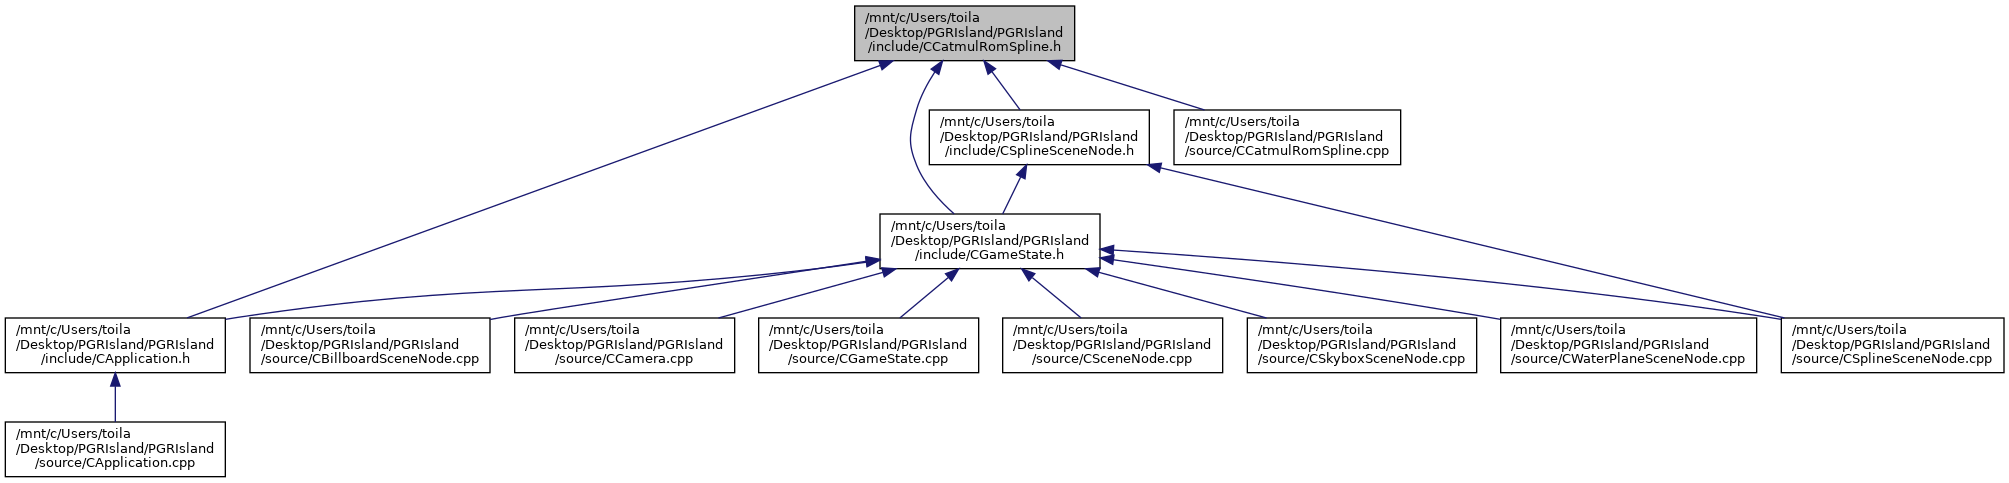 /mnt/c/Users/toila
/Desktop/PGRIsland/PGRIsland
/include/CCatmulRomSpline.h
/mnt/c/Users/toila
/Desktop/PGRIsland/PGRIsland
/include/CSplineSceneNode.h
/mnt/c/Users/toila
/Desktop/PGRIsland/PGRIsland
/source/CCatmulRomSpline.cpp
/mnt/c/Users/toila
/Desktop/PGRIsland/PGRIsland
/include/CGameState.h
/mnt/c/Users/toila
/Desktop/PGRIsland/PGRIsland
/include/CApplication.h
/mnt/c/Users/toila
/Desktop/PGRIsland/PGRIsland
/source/CBillboardSceneNode.cpp
/mnt/c/Users/toila
/Desktop/PGRIsland/PGRIsland
/source/CCamera.cpp
/mnt/c/Users/toila
/Desktop/PGRIsland/PGRIsland
/source/CGameState.cpp
/mnt/c/Users/toila
/Desktop/PGRIsland/PGRIsland
/source/CSceneNode.cpp
/mnt/c/Users/toila
/Desktop/PGRIsland/PGRIsland
/source/CSkyboxSceneNode.cpp
/mnt/c/Users/toila
/Desktop/PGRIsland/PGRIsland
/source/CWaterPlaneSceneNode.cpp
/mnt/c/Users/toila
/Desktop/PGRIsland/PGRIsland
/source/CSplineSceneNode.cpp
/mnt/c/Users/toila
/Desktop/PGRIsland/PGRIsland
/source/CApplication.cpp